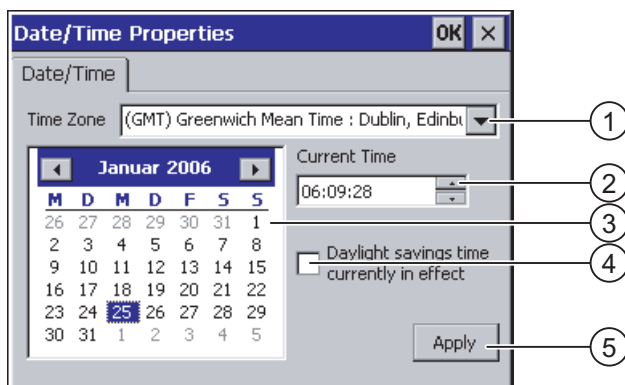 Date/Time Properties OK ×
Date/Time
Time Zone (GMT) Greenwich Mean Time : Dublin, Edinbu 1
Januar 2006
Current Time
06:09:28 2
M D M D F S S
26 27 28 29 30 31 1 3
2 3 4 5 6 7 8
9 10 11 12 13 14 15
16 17 18 19 20 21 22
23 24 25 26 27 28 29
30 31 1 2 3 4 5
Daylight savings time
currently in effect 4
Apply 5